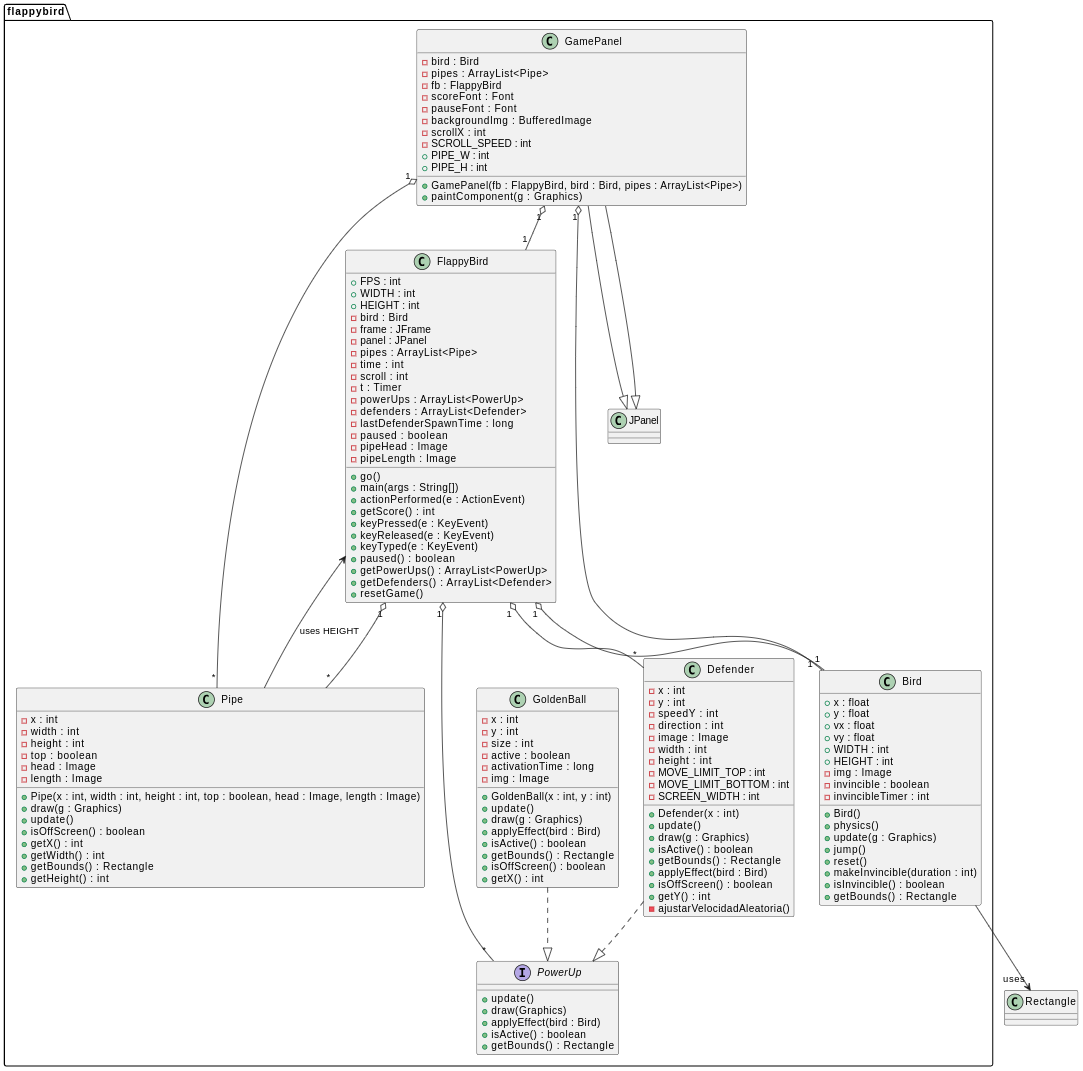 flappybird
GamePanel
bird : Bird
pipes : ArrayList<Pipe>
fb : FlappyBird
scoreFont : Font
pauseFont : Font
backgroundImg : BufferedImage
scrollX : int
SCROLL_SPEED : int
PIPE_W : int
PIPE_H : int
GamePanel(fb : FlappyBird, bird : Bird, pipes : ArrayList<Pipe>)
paintComponent(g : Graphics)
1
1
1
1
FlappyBird
FPS : int
WIDTH : int
HEIGHT : int
bird : Bird
frame : JFrame
panel : JPanel
pipes : ArrayList<Pipe>
time : int
scroll : int
t : Timer
powerUps : ArrayList<PowerUp>
defenders : ArrayList<Defender>
lastDefenderSpawnTime : long
paused : boolean
pipeHead : Image
pipeLength : Image
go()
main(args : String[])
actionPerformed(e : ActionEvent)
getScore() : int
keyPressed(e : KeyEvent)
keyReleased(e : KeyEvent)
keyTyped(e : KeyEvent)
paused() : boolean
getPowerUps() : ArrayList<PowerUp>
getDefenders() : ArrayList<Defender>
resetGame()
JPanel
1
1
1
1
uses HEIGHT
*
*
*
1
1
Pipe
x : int
width : int
height : int
top : boolean
head : Image
length : Image
Pipe(x : int, width : int, height : int, top : boolean, head : Image, length : Image)
draw(g : Graphics)
update()
isOffScreen() : boolean
getX() : int
getWidth() : int
getBounds() : Rectangle
getHeight() : int
GoldenBall
x : int
y : int
size : int
active : boolean
activationTime : long
img : Image
GoldenBall(x : int, y : int)
update()
draw(g : Graphics)
applyEffect(bird : Bird)
isActive() : boolean
getBounds() : Rectangle
isOffScreen() : boolean
getX() : int
Defender
x : int
y : int
speedY : int
direction : int
image : Image
width : int
height : int
MOVE_LIMIT_TOP : int
MOVE_LIMIT_BOTTOM : int
SCREEN_WIDTH : int
Defender(x : int)
update()
draw(g : Graphics)
isActive() : boolean
getBounds() : Rectangle
applyEffect(bird : Bird)
isOffScreen() : boolean
getY() : int
ajustarVelocidadAleatoria()
Bird
x : float
y : float
vx : float
vy : float
WIDTH : int
HEIGHT : int
img : Image
invincible : boolean
invincibleTimer : int
Bird()
physics()
update(g : Graphics)
jump()
reset()
makeInvincible(duration : int)
isInvincible() : boolean
getBounds() : Rectangle
*
PowerUp
update()
draw(Graphics)
applyEffect(bird : Bird)
isActive() : boolean
getBounds() : Rectangle
uses
Rectangle